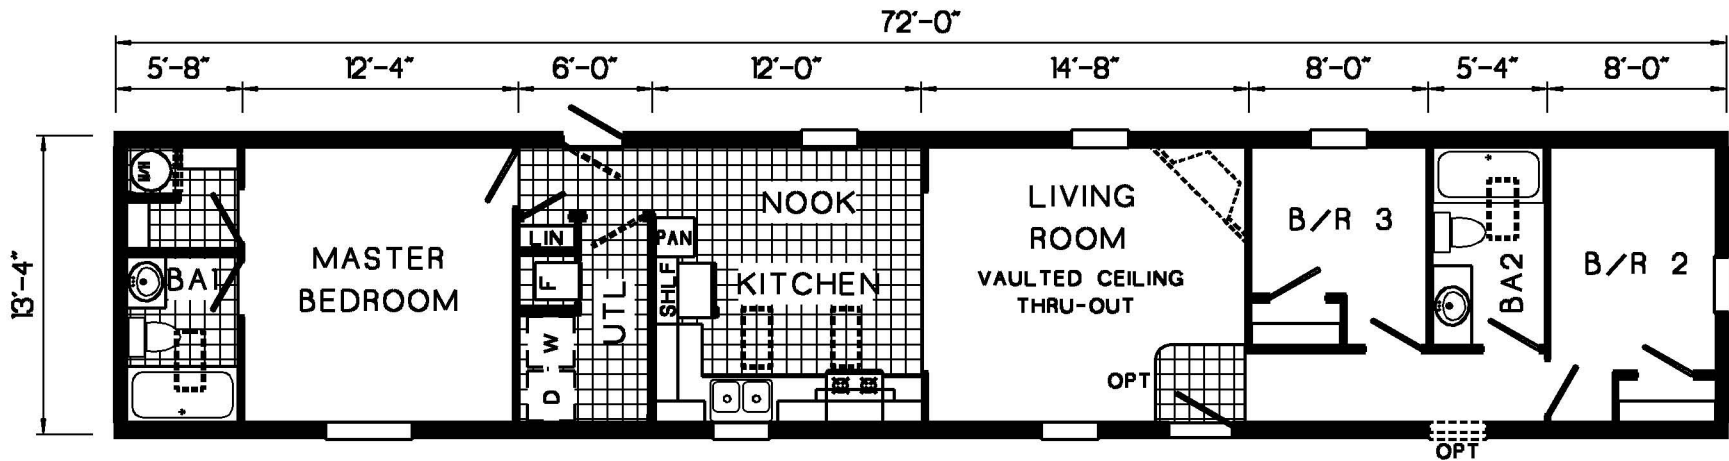 72'-0"
5'-8" 12'-4" 6'-0" 12'-0" 14'-8" 8'-0" 5'-4" 8'-0"
13'-4"
W/H
BA1
MASTER
BEDROOM
LIN
F
W
D
UTL
PAN
SHLF
NOOK
KITCHEN
LIVING
ROOM
VAULTED CEILING
THRU-OUT
OPT
B/R 3
BA2
B/R 2
OPT